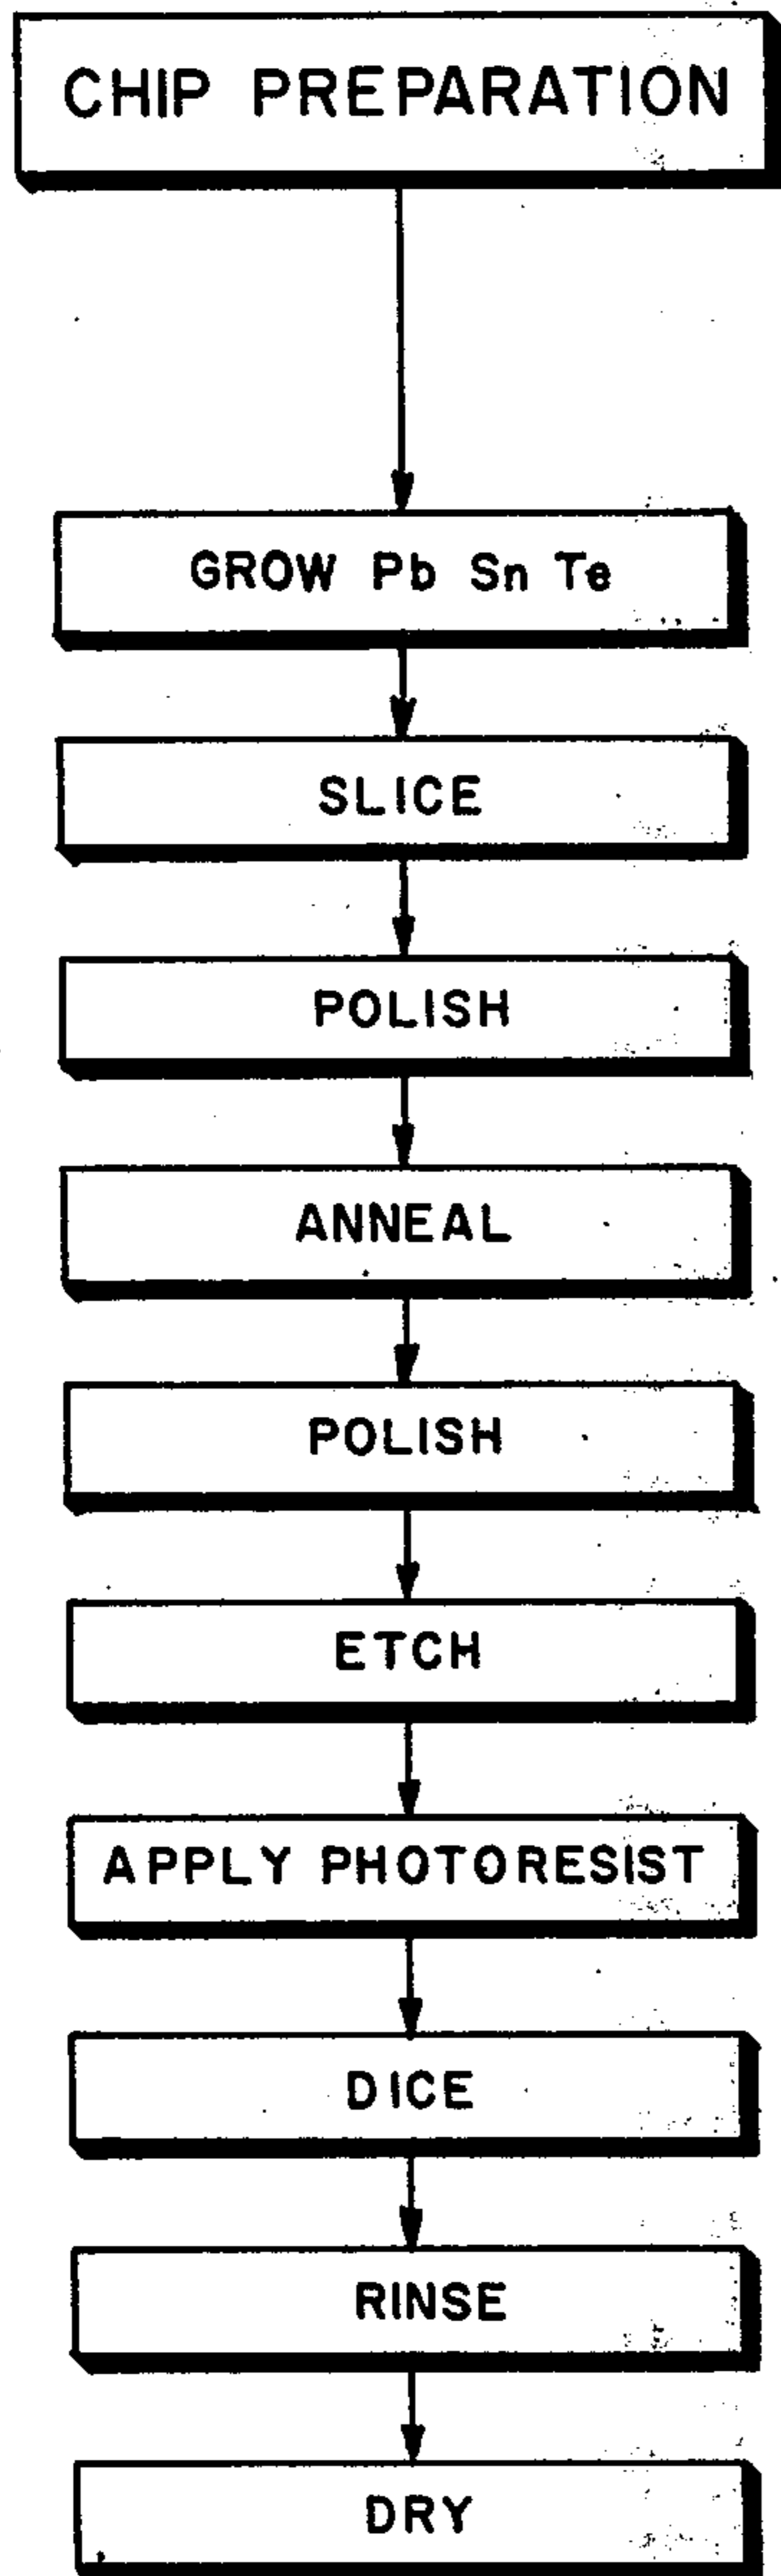 CHIP PREPARATION
GROW Pb Sn Te
SLICE
POLISH
ANNEAL
POLISH
ETCH
APPLY PHOTORESIST
DICE
RINSE
DRY